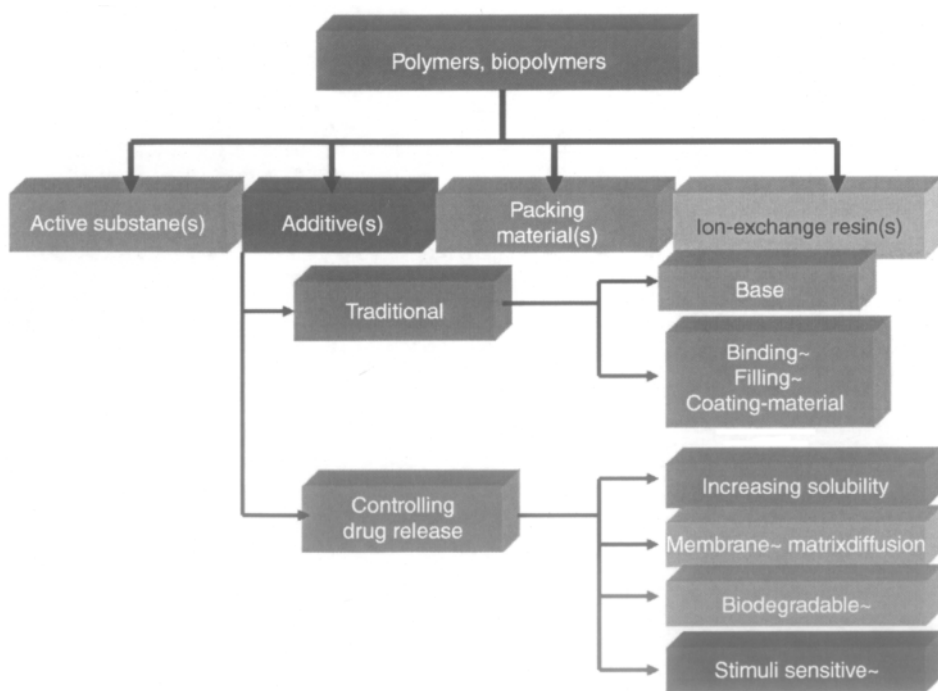 Polymers, biopolymers
Active substane(s)
Additive(s)
Packing
material(s)
Ion-exchange resin(s)
Traditional
Base
Binding~
Filling~
Coating-material
Controlling
drug release
Increasing solubility
Membrane~ matrixdiffusion
Biodegradable~
Stimuli sensitive~